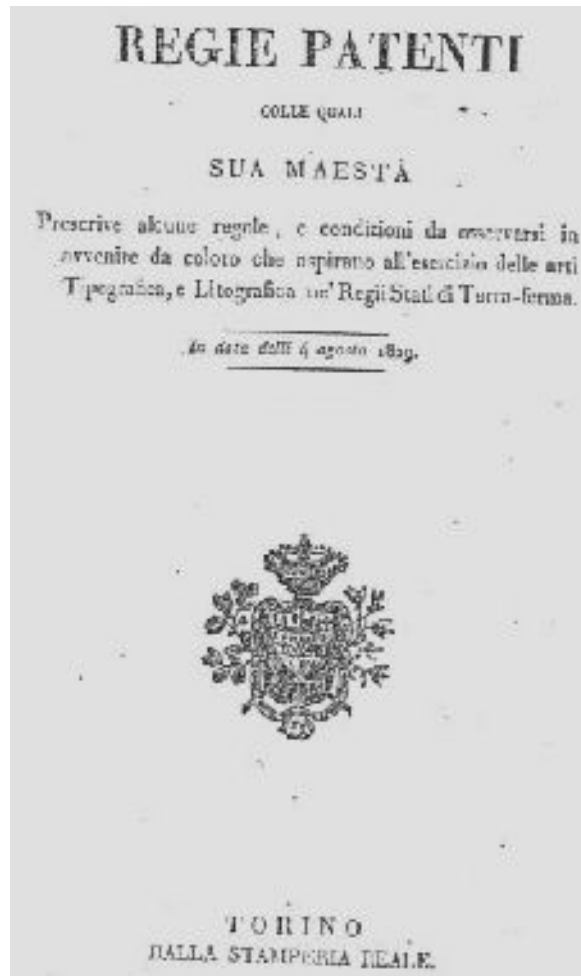 REGIE PATENTI
COLLE QUALI
SUA MAESTÀ
Prescrive alcune regole, e condizioni da osservarsi in
avvenire da coloro che aspirano all'esercizio delle arti
Tipografica, e Litografica ne' Regii Stati di Terra-ferma.
In data delli 4 agosto 1829.
TORINO
DALLA STAMPERIA REALE.